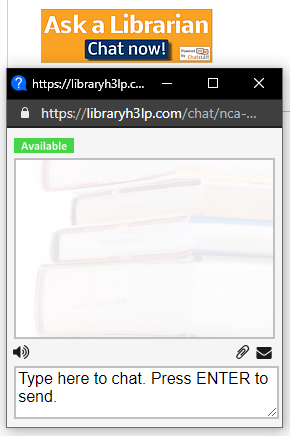 Ask a Librarian
Chat now!
Powered by
Chatstaff
https://libraryh3lp.c...
https://libraryh3lp.com/chat/nca-...
Available
Type here to chat. Press ENTER to
send.